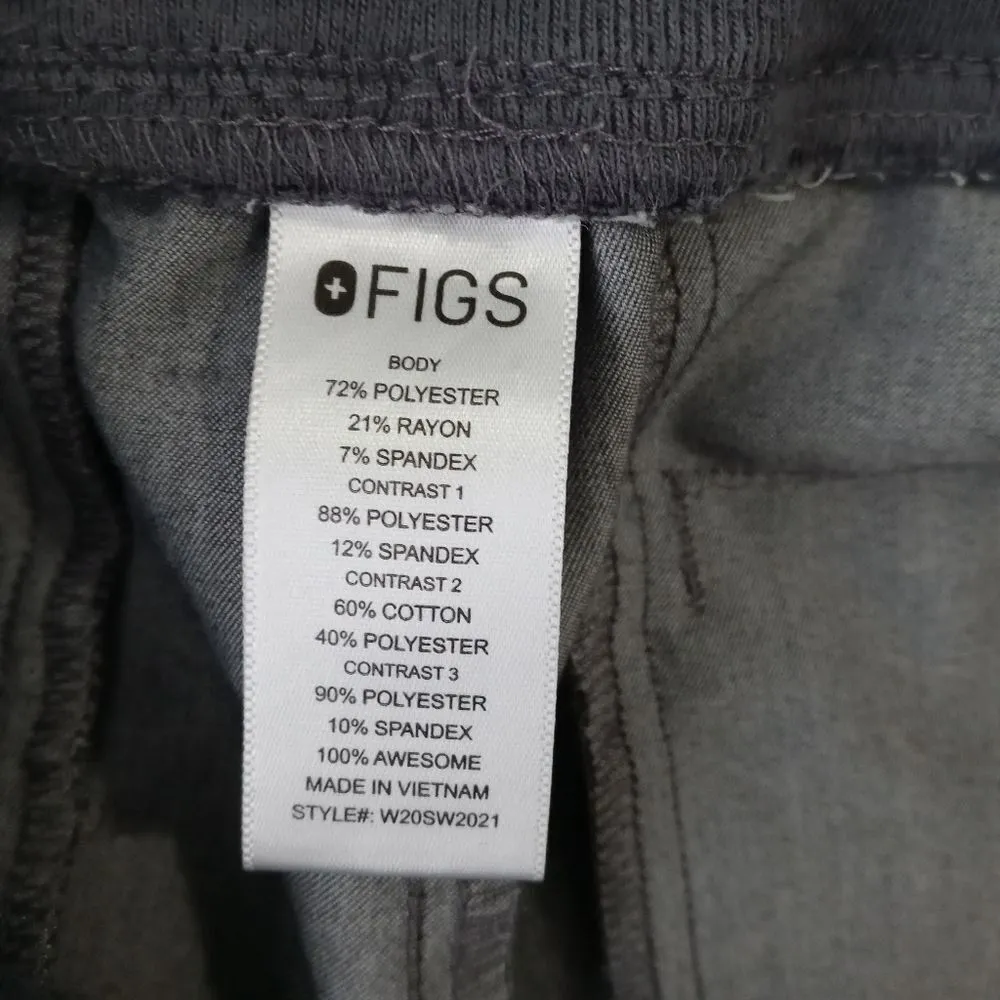 FIGS
BODY
72% POLYESTER
21% RAYON
7% SPANDEX
CONTRAST 1
88% POLYESTER
12% SPANDEX
CONTRAST 2
60% COTTON
40% POLYESTER
CONTRAST 3
90% POLYESTER
10% SPANDEX
100% AWESOME
MADE IN VIETNAM
STYLE#: W20SW2021